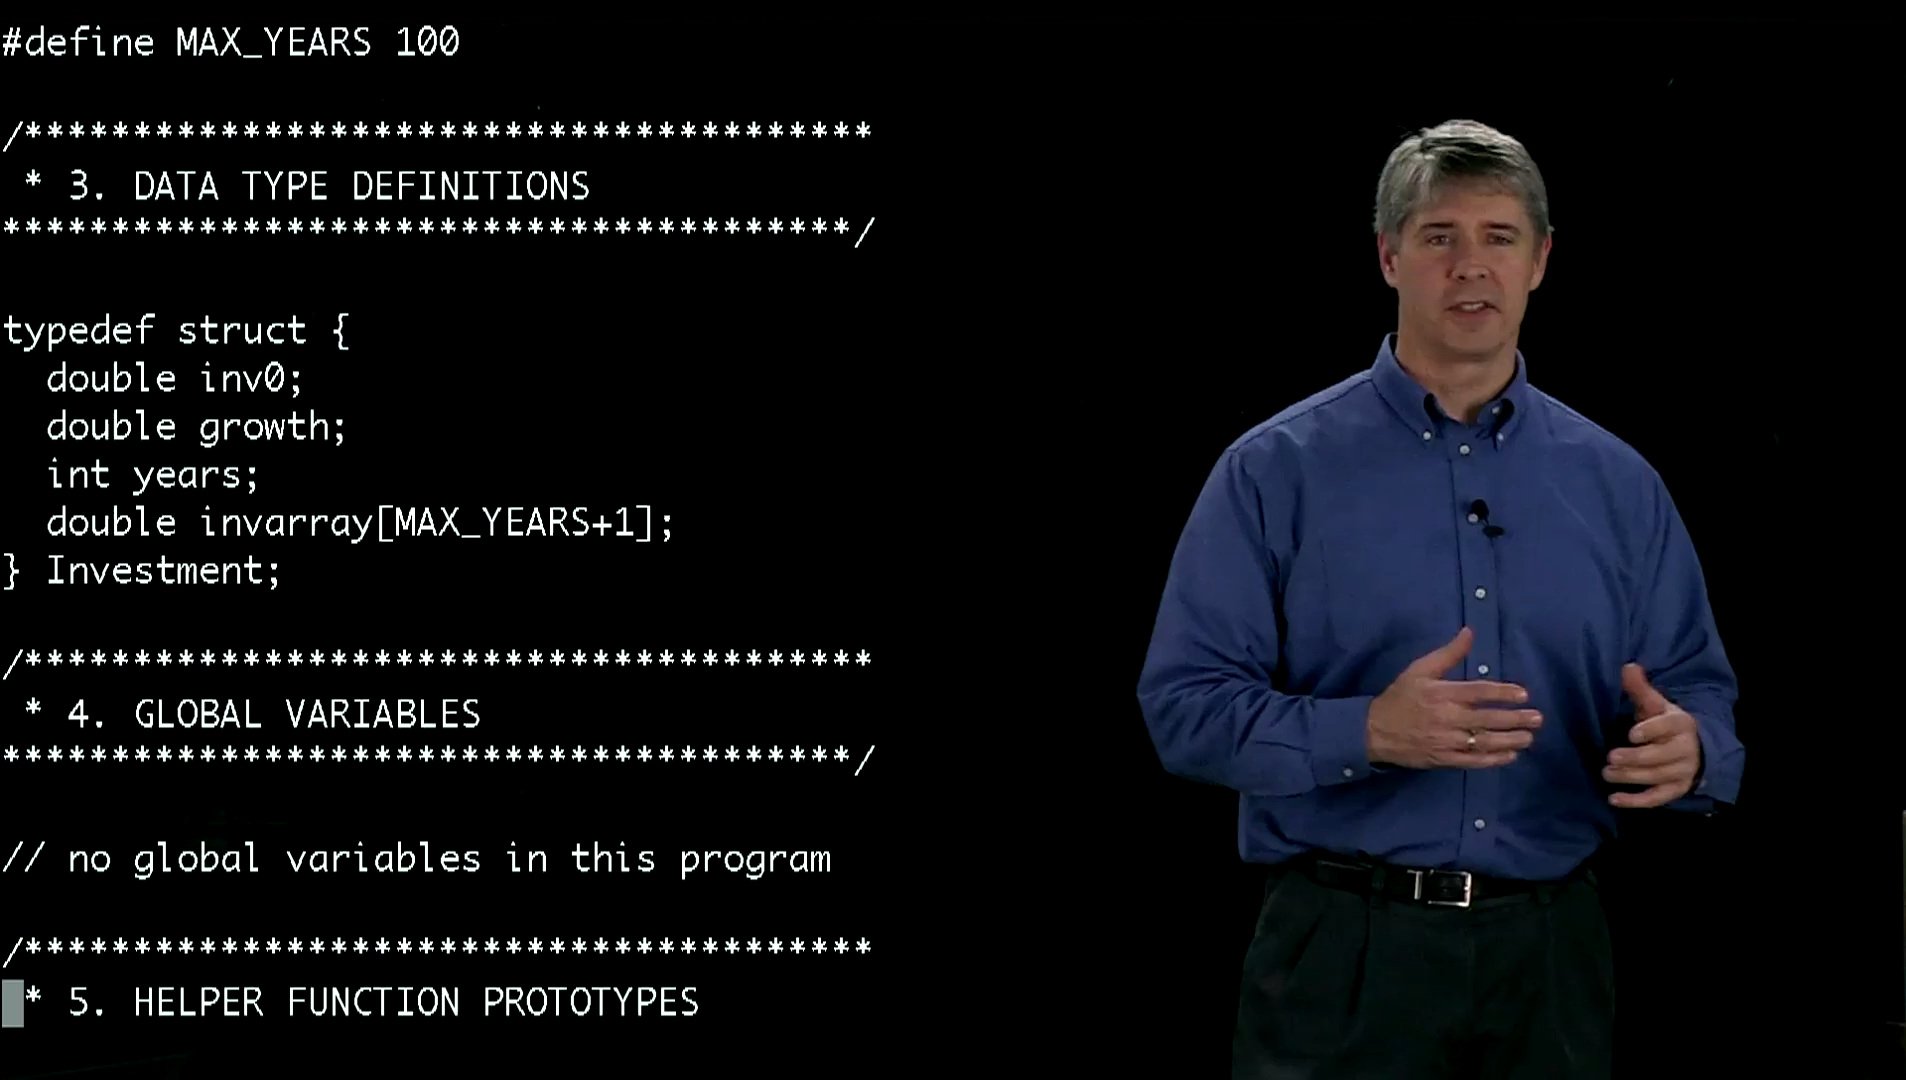 #define MAX_YEARS 100
/***************************************
* 3. DATA TYPE DEFINITIONS
***************************************/
typedef struct {
double inv0;
double growth;
int years;
double invarray[MAX_YEARS+1];
} Investment;
/***************************************
* 4. GLOBAL VARIABLES
***************************************/
// no global variables in this program
/***************************************
* 5. HELPER FUNCTION PROTOTYPES